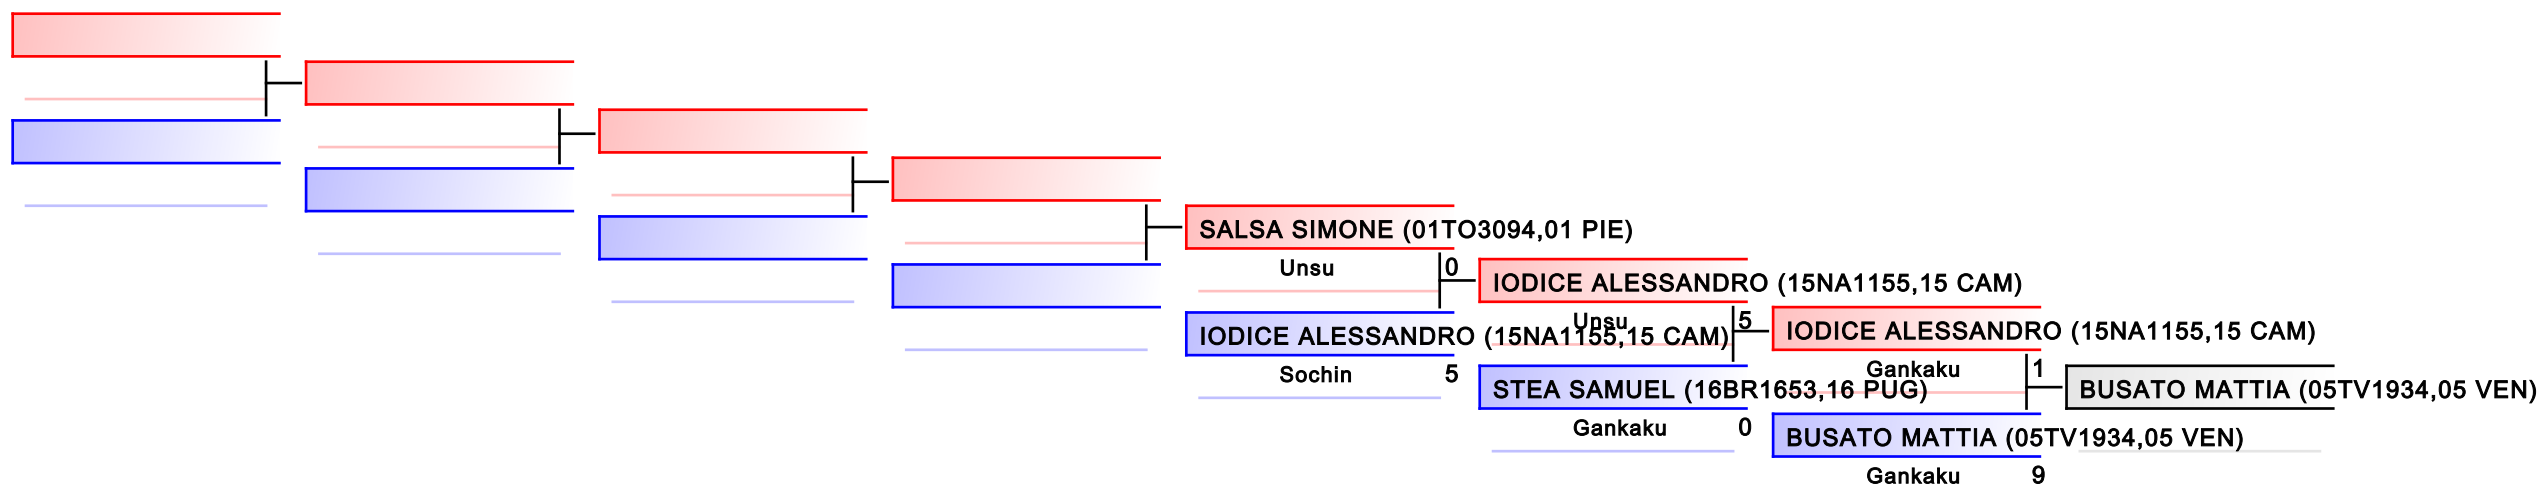 SALSA SIMONE (01TO3094,01 PIE)
Unsu 0
IODICE ALESSANDRO (15NA1155,15 CAM)
Sochin 5
IODICE ALESSANDRO (15NA1155,15 CAM)
Unsu 5
STEA SAMUEL (16BR1653,16 PUG)
Gankaku 0
IODICE ALESSANDRO (15NA1155,15 CAM)
Gankaku 1
BUSATO MATTIA (05TV1934,05 VEN)
Gankaku 9
BUSATO MATTIA (05TV1934,05 VEN)